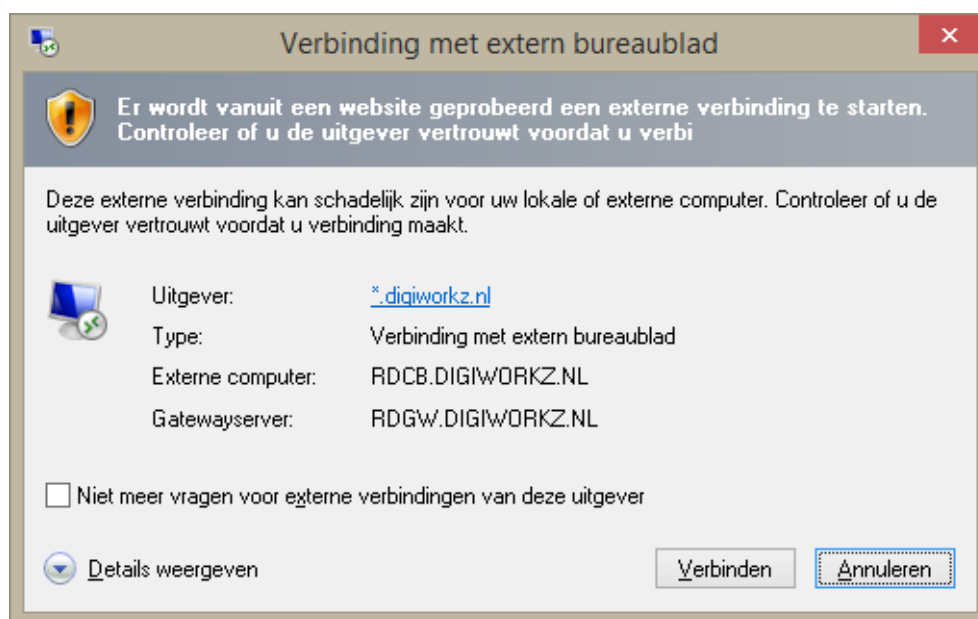 Verbinding met extern bureaublad
Er wordt vanuit een website geprobeerd een externe verbinding te starten.
Controleer of u de uitgever vertrouwt voordat u verbi
Deze externe verbinding kan schadelijk zijn voor uw lokale of externe computer. Controleer of u de
uitgever vertrouwt voordat u verbinding maakt.
Uitgever: *.digiworkz.nl
Type: Verbinding met extern bureaublad
Externe computer: RDCB.DIGIWORKZ.NL
Gatewayserver: RDGW.DIGIWORKZ.NL
Niet meer vragen voor externe verbindingen van deze uitgever
Details weergeven Verbinden Annuleren